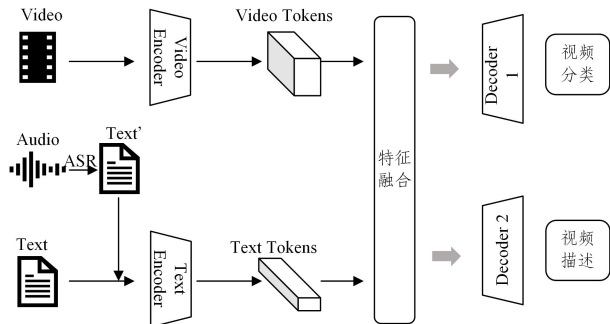 Video
Video
Encoder
Video Tokens
Decoder
1
视频
分类
Audio
ASR
Text'
特征
融合
Text
Text
Encoder
Text Tokens
Decoder 2
视频
描述